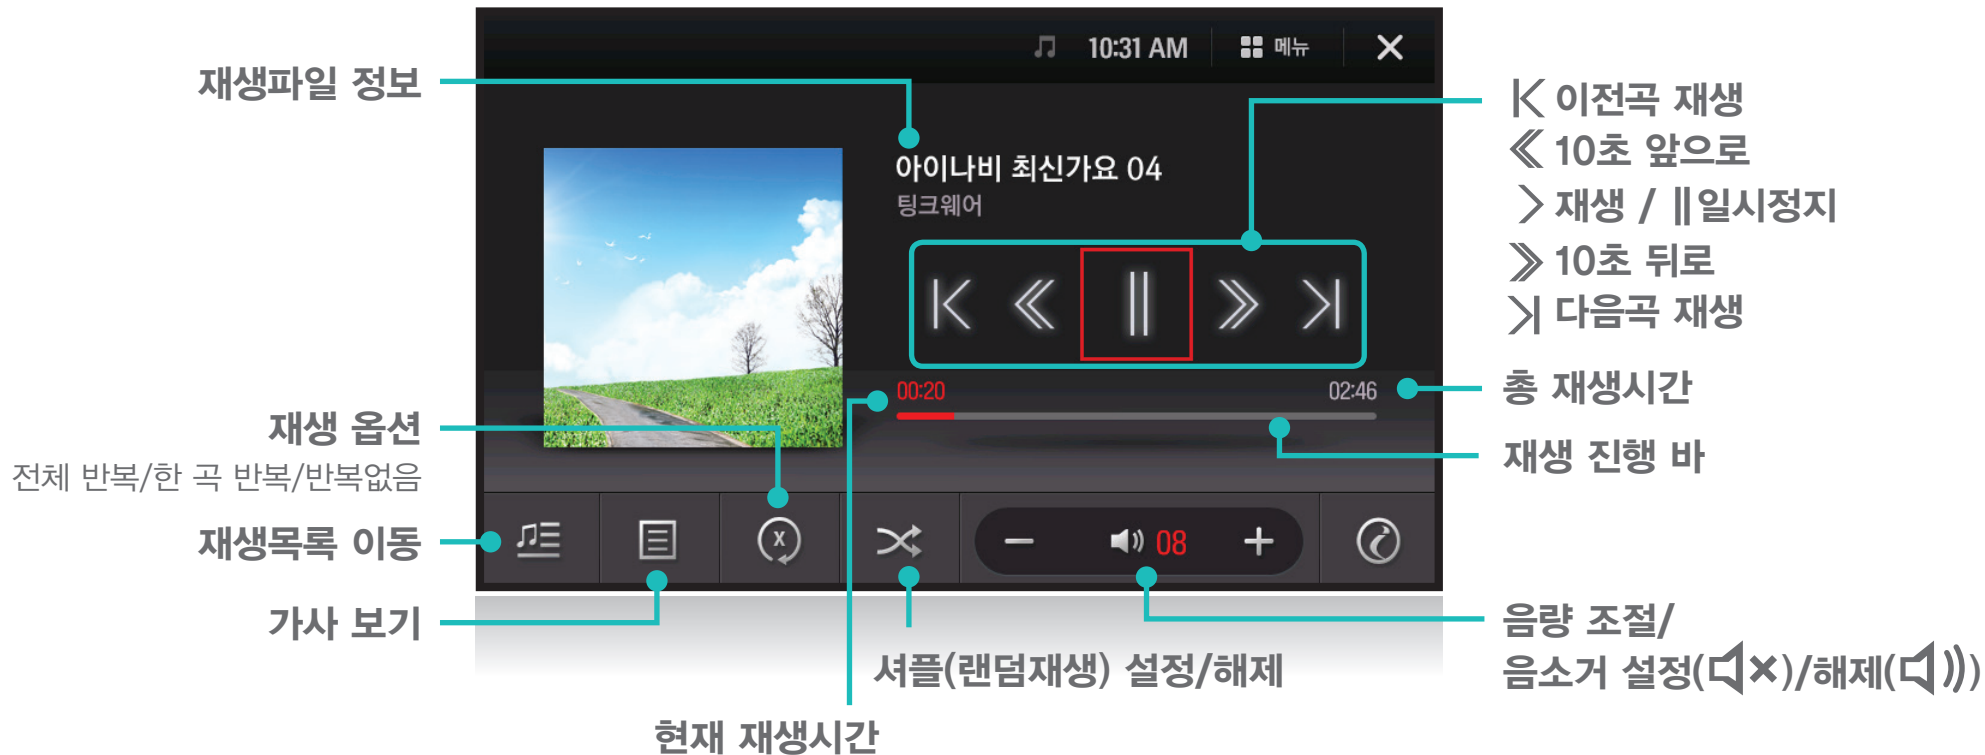 10:31 AM
메뉴
재생파일 정보
아이나비 최신가요 04
팅크웨어
이전곡 재생
10초 앞으로
재생 / 일시정지
10초 뒤로
다음곡 재생
00:20
02:46
총 재생시간
재생 진행 바
재생 옵션
전체 반복/한 곡 반복/반복없음
재생목록 이동
가사 보기
X
08
셔플(랜덤재생) 설정/해제
현재 재생시간
음량 조절/
음소거 설정()/해제()